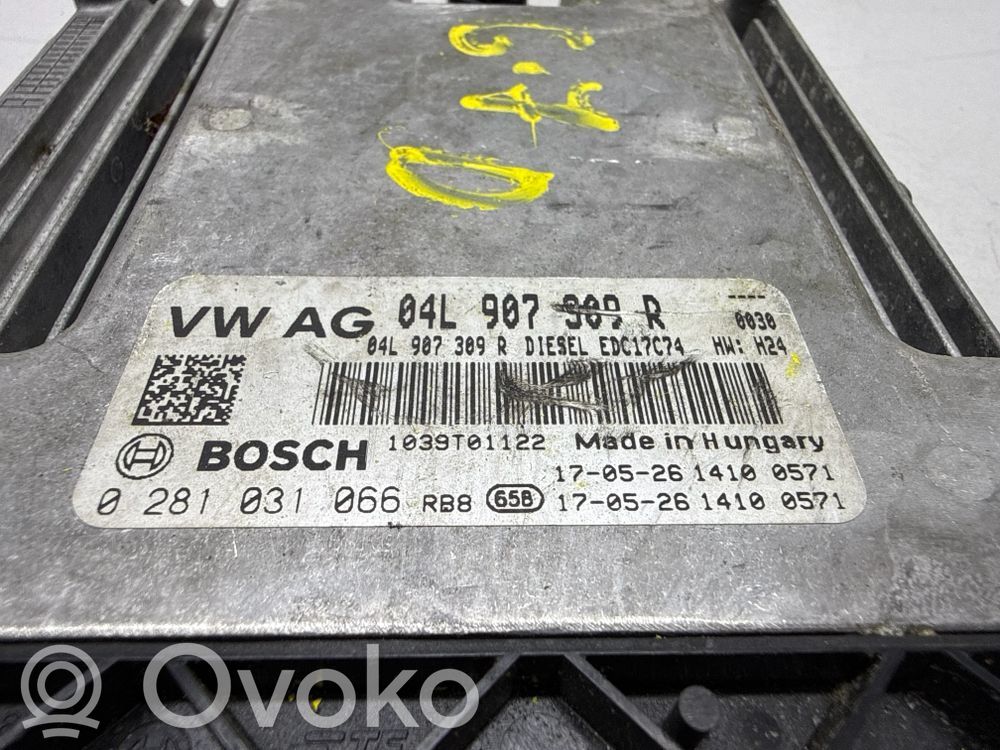 VW AG 04L 907 309 R ----
0030
04L 907 309 R DIESEL EDC17C74 HW: H24
BOSCH 1039T01122 Made in Hungary
17-05-26 1410 0571
0 281 031 066 RB8 658 17-05-26 1410 0571
Ovoko